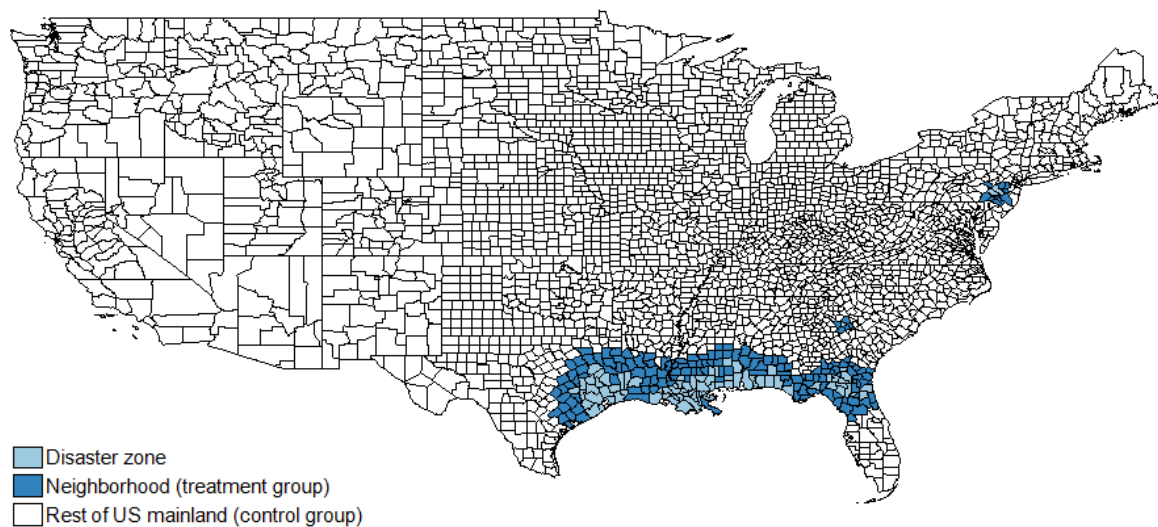 Disaster zone
Neighborhood (treatment group)
Rest of US mainland (control group)